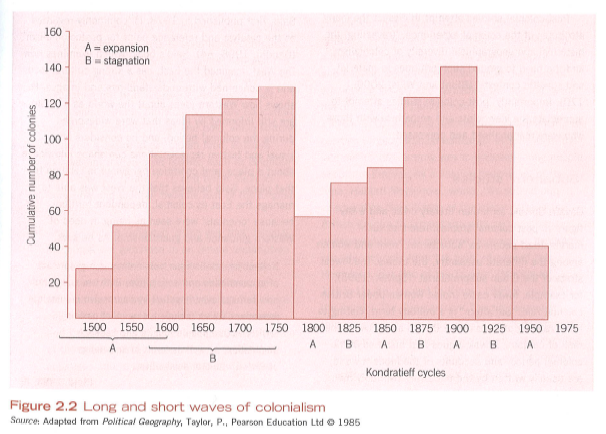 160
A = expansion
B = stagnation
140
120
100
80
60
40
20
Cumulative number of colonies
1500 1550 1600 1650 1700 1750 1800 1825 1850 1875 1900 1925 1950 1975
A B A B A B A
A
B
Kondratieff cycles
Figure 2.2 Long and short waves of colonialism
Source: Adapted from Political Geography, Taylor, P., Pearson Education Ltd © 1985